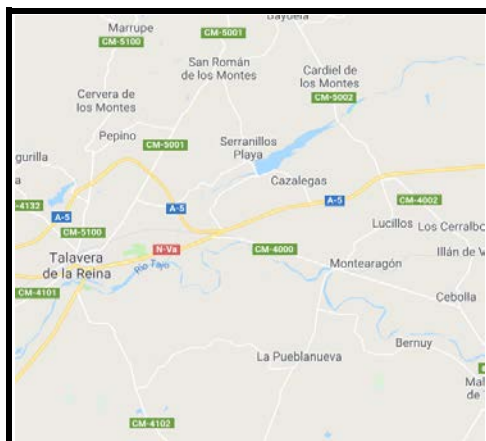 Bayuela
Marrupe
CM-5100
CM-5001
San Román
de los Montes
Cardiel de
los Montes
CM-5002
Cervera de
los Montes
Pepino
CM-5001
Serranillos
Playa
gurilla
a
Cazalegas
-4132
A-5
A-5
A-5
CM-4002
CM-5100
Lucillos
Los Cerralbo
N-Va
CM-4000
Illán de V
Talavera
de la Reina
Río Tajo
Montearagón
CM-4101
Cebolla
Bernuy
La Pueblanueva
Mal
de
CM-4102